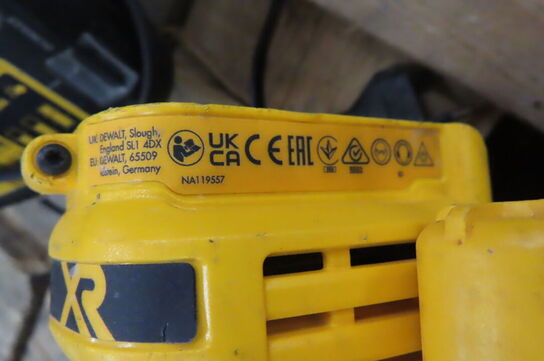 UK: DEWALT, Slough,
England SL1 4DX
EU: DEWALT, 65509
Idstein, Germany
UK
CA CE EAC
NA119557
XR